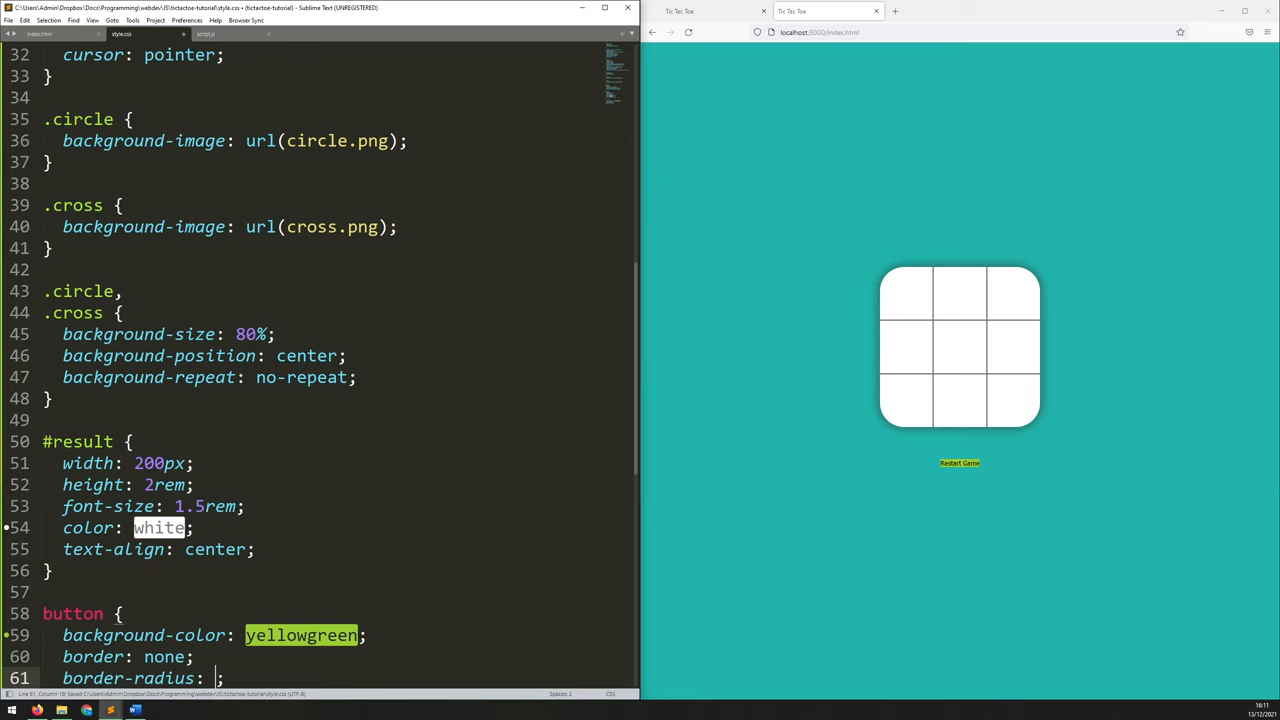 C:\Users\Admin\Dropbox\Docs\Programming\webdev\JS\tictactoe-tutorial\style.css • (tictactoe-tutorial) - Sublime Text (UNREGISTERED)
File Edit Selection Find View Goto Tools Project Preferences Help Browser Sync
index.html style.css script.js
32 cursor: pointer;
33 }
34
35 .circle {
36 background-image: url(circle.png);
37 }
38
39 .cross {
40 background-image: url(cross.png);
41 }
42
43 .circle,
44 .cross {
45 background-size: 80%;
46 background-position: center;
47 background-repeat: no-repeat;
48 }
49
50 #result {
51 width: 200px;
52 height: 2rem;
53 font-size: 1.5rem;
54 color: white;
55 text-align: center;
56 }
57
58 button {
59 background-color: yellowgreen;
60 border: none;
61 border-radius: ;
Line 61, Column 18; Saved C:\Users\Admin\Dropbox\Docs\Programming\webdev\JS\tictactoe-tutorial\style.css (UTF-8)
Spaces: 2 CSS
Tic Tac Toe Tic Tac Toe
localhost:3000/index.html
Restart Game
16:11
13/12/2021